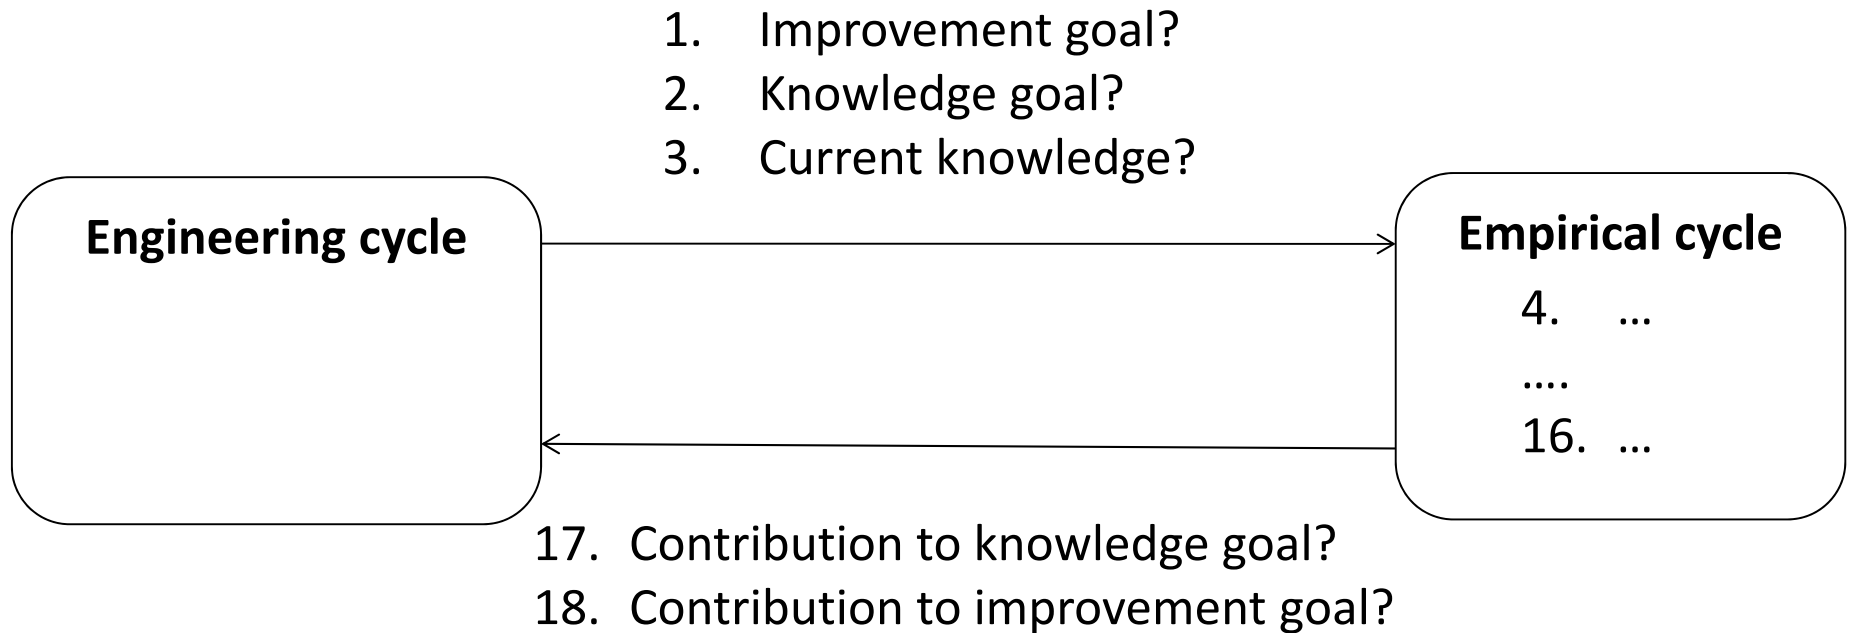 1. Improvement goal?
2. Knowledge goal?
3. Current knowledge?
Engineering cycle
Empirical cycle
4. ...
....
16. ...
17. Contribution to knowledge goal?
18. Contribution to improvement goal?